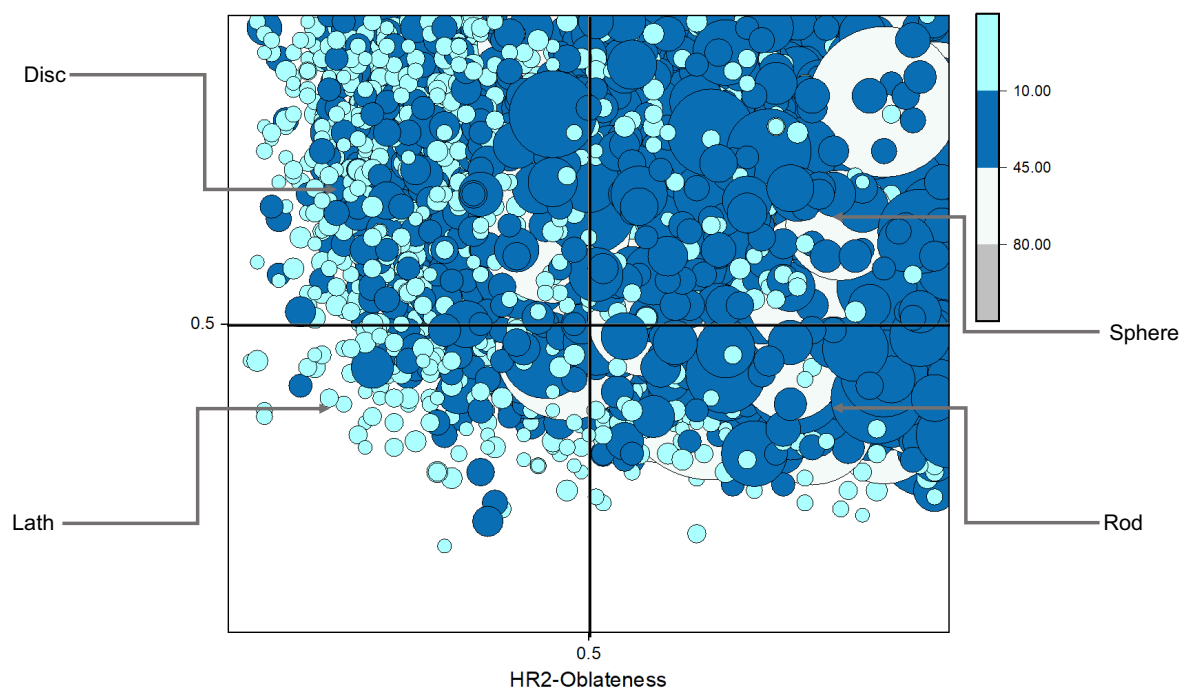 Disc
10.00
45.00
80.00
0.5
Sphere
Lath
Rod
0.5
HR2-Oblateness